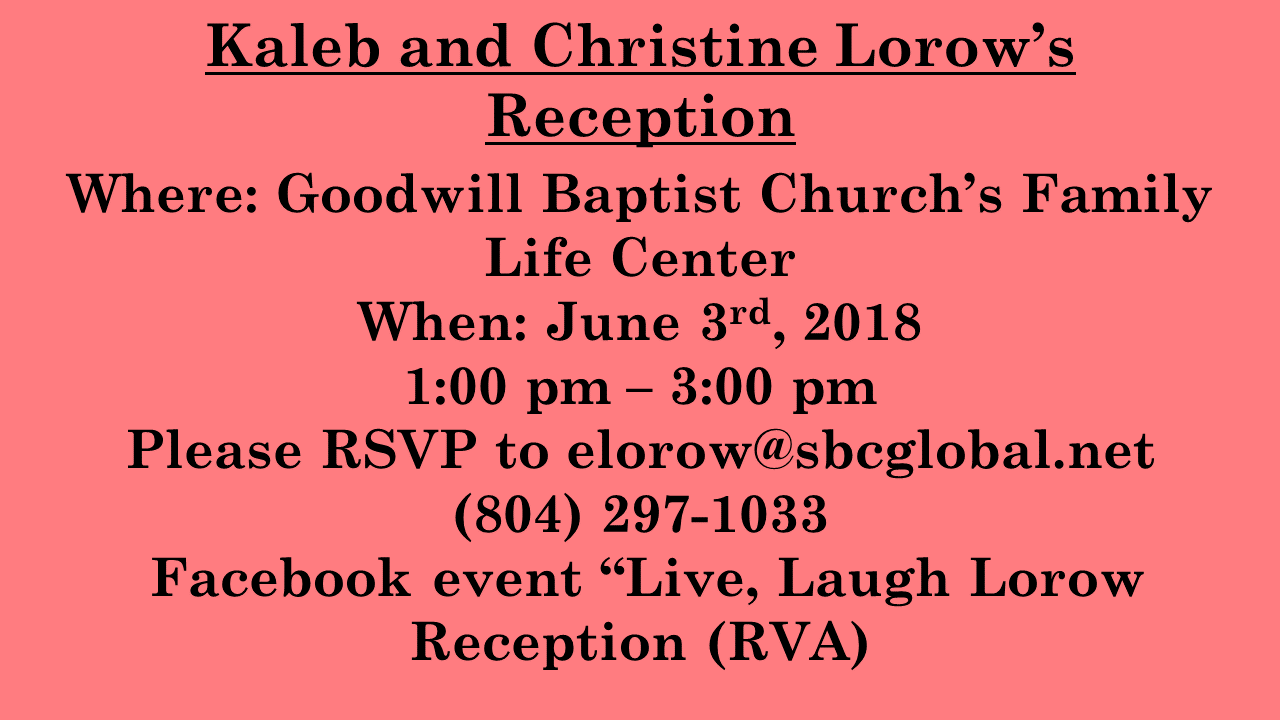 Kaleb and Christine Lorow’s
Reception
Where: Goodwill Baptist Church’s Family
Life Center
When: June 3rd, 2018
1:00 pm – 3:00 pm
Please RSVP to elorow@sbcglobal.net
(804) 297-1033
Facebook event “Live, Laugh Lorow
Reception (RVA)